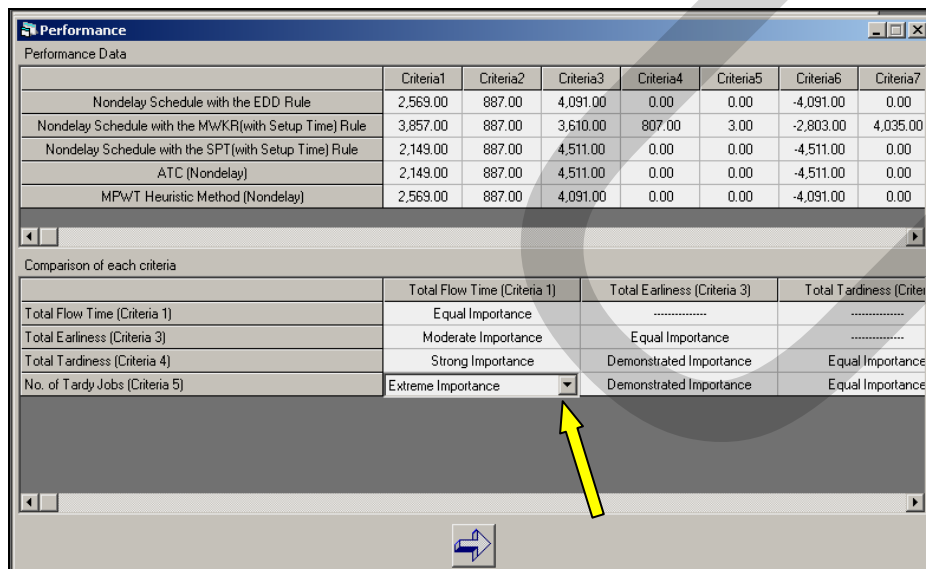 Performance
Performance Data
Criteria1 Criteria2 Criteria3 Criteria4 Criteria5 Criteria6 Criteria7
Nondelay Schedule with the EDD Rule 2,569.00 887.00 4,091.00 0.00 0.00 -4,091.00 0.00
Nondelay Schedule with the MWKR(with Setup Time) Rule 3,857.00 887.00 3,610.00 807.00 3.00 -2,803.00 4,035.00
Nondelay Schedule with the SPT(with Setup Time) Rule 2,149.00 887.00 4,511.00 0.00 0.00 -4,511.00 0.00
ATC (Nondelay) 2,149.00 887.00 4,511.00 0.00 0.00 -4,511.00 0.00
MPWT Heuristic Method (Nondelay) 2,569.00 887.00 4,091.00 0.00 0.00 -4,091.00 0.00
Comparison of each criteria
Total Flow Time (Criteria 1) Total Earliness (Criteria 3) Total Tardiness (Criter
Total Flow Time (Criteria 1) Equal Importance --------------- ---------------
Total Earliness (Criteria 3) Moderate Importance Equal Importance ---------------
Total Tardiness (Criteria 4) Strong Importance Demonstrated Importance Equal Importance
No. of Tardy Jobs (Criteria 5) Extreme Importance Demonstrated Importance Equal Importance